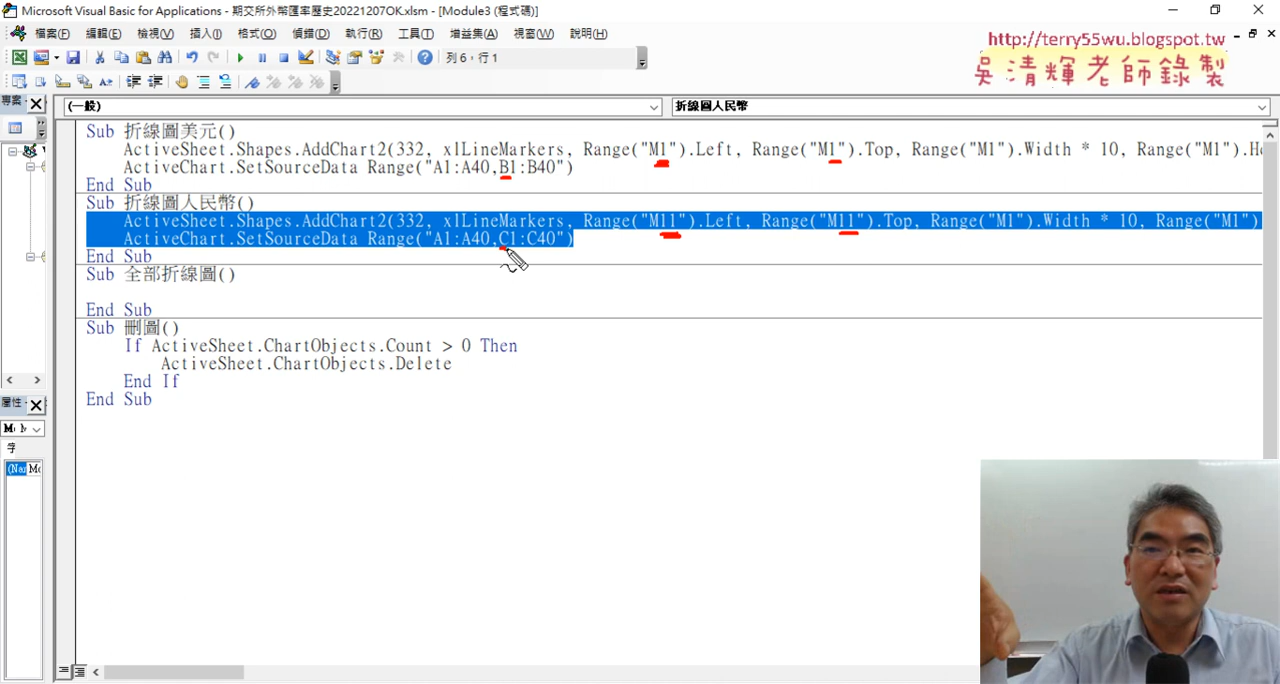 Microsoft Visual Basic for Applications - 期交所外幣匯率歷史20221207OK.xlsm - [Module3 (程式碼)]
檔案(F) 編輯(E) 檢視(V) 插入(I) 格式(O) 偵錯(D) 執行(R) 工具(T) 增益集(A) 視窗(W) 說明(H)
http://terry55wu.blogspot.tw
吳清輝老師錄製
列 6，行 1
專案
(一般)
折線圖人民幣
Sub 折線圖美元()
ActiveSheet.Shapes.AddChart2(332, xlLineMarkers, Range("M1").Left, Range("M1").Top, Range("M1").Width * 10, Range("M1").He
ActiveChart.SetSourceData Range("A1:A40,B1:B40")
End Sub
Sub 折線圖人民幣()
ActiveSheet.Shapes.AddChart2(332, xlLineMarkers, Range("M11").Left, Range("M11").Top, Range("M1").Width * 10, Range("M1")
ActiveChart.SetSourceData Range("A1:A40,C1:C40")
End Sub
Sub 全部折線圖()
End Sub
Sub 刪圖()
If ActiveSheet.ChartObjects.Count > 0 Then
ActiveSheet.ChartObjects.Delete
End If
End Sub
屬性